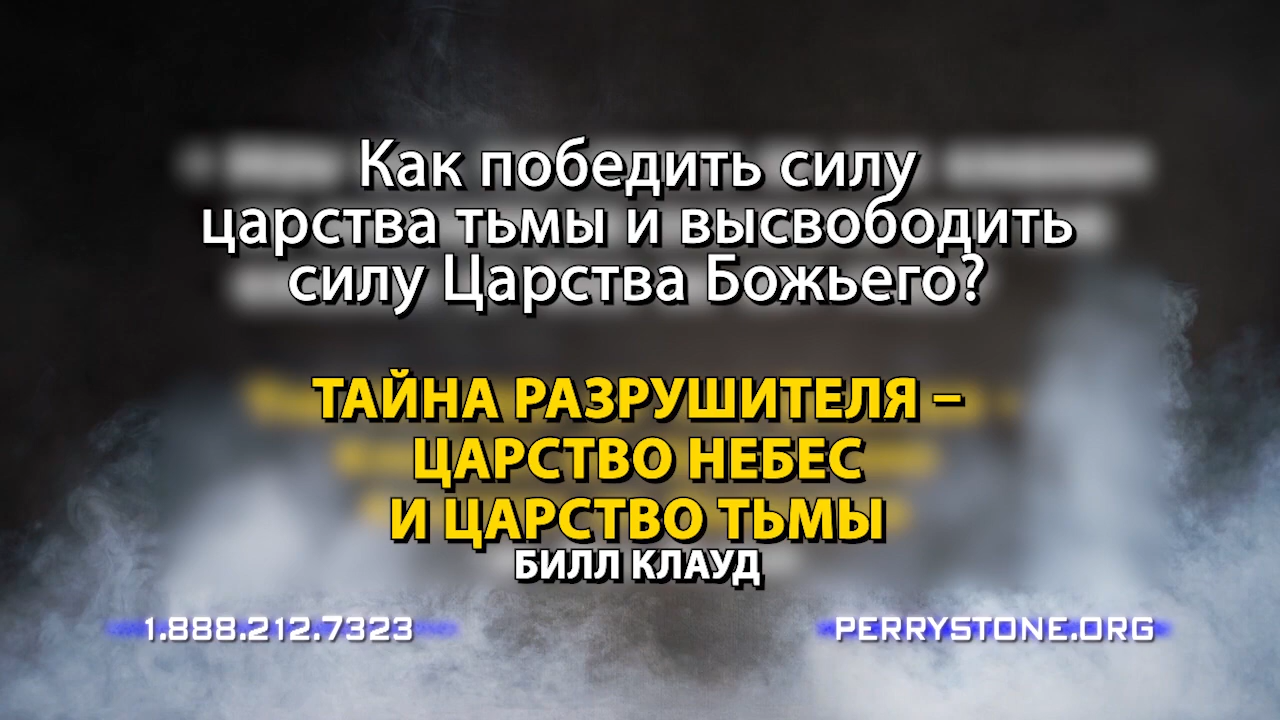 Как победить силу
царства тьмы и высвободить
силу Царства Божьего?
ТАЙНА РАЗРУШИТЕЛЯ –
ЦАРСТВО НЕБЕС
И ЦАРСТВО ТЬМЫ
БИЛЛ КЛАУД
1.888.212.7323
PERRYSTONE.ORG